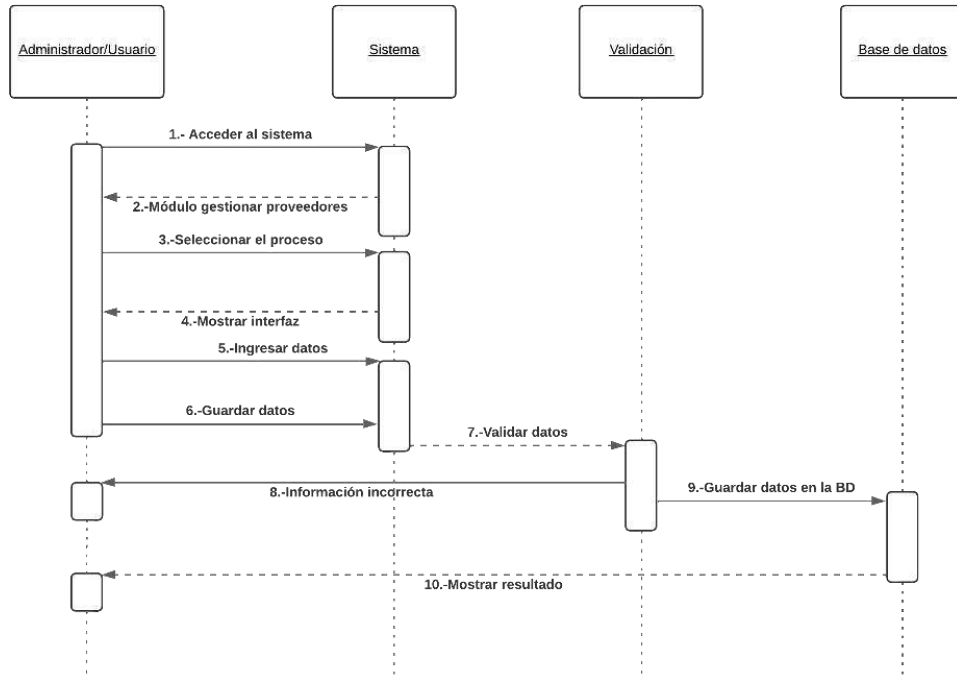 Administrador/Usuario
Sistema
Validación
Base de datos
1.- Acceder al sistema
2.-Módulo gestionar proveedores
3.-Seleccionar el proceso
4.-Mostrar interfaz
5.-Ingresar datos
6.-Guardar datos
7.-Validar datos
8.-Información incorrecta
9.-Guardar datos en la BD
10.-Mostrar resultado